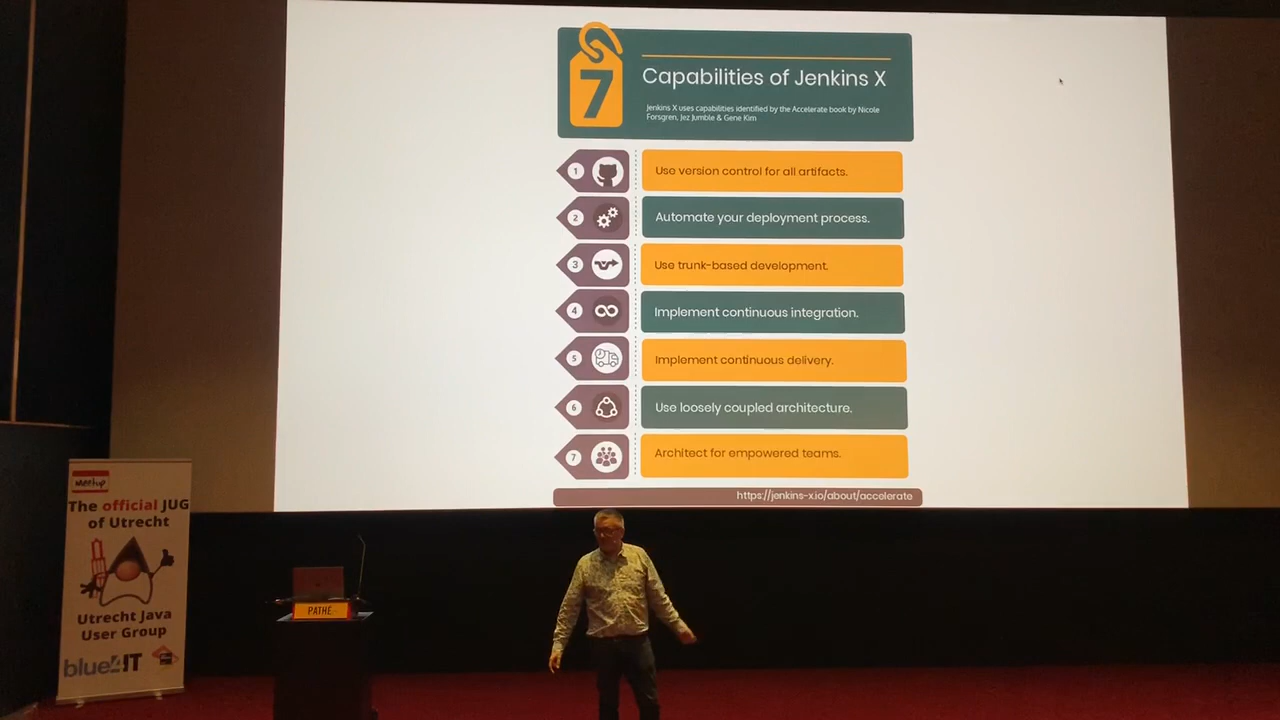 7
Capabilities of Jenkins X
Jenkins X uses capabilities identified by the Accelerate book by Nicole
Forsgren, Jez Jumble & Gene Kim
1
Use version control for all artifacts.
2
Automate your deployment process.
3
Use trunk-based development.
4
Implement continuous integration.
5
Implement continuous delivery.
6
Use loosely coupled architecture.
7
Architect for empowered teams.
https://jenkins-x.io/about/accelerate
meetup
The official JUG
of Utrecht
Utrecht Java
User Group
blue4IT
PATHÉ